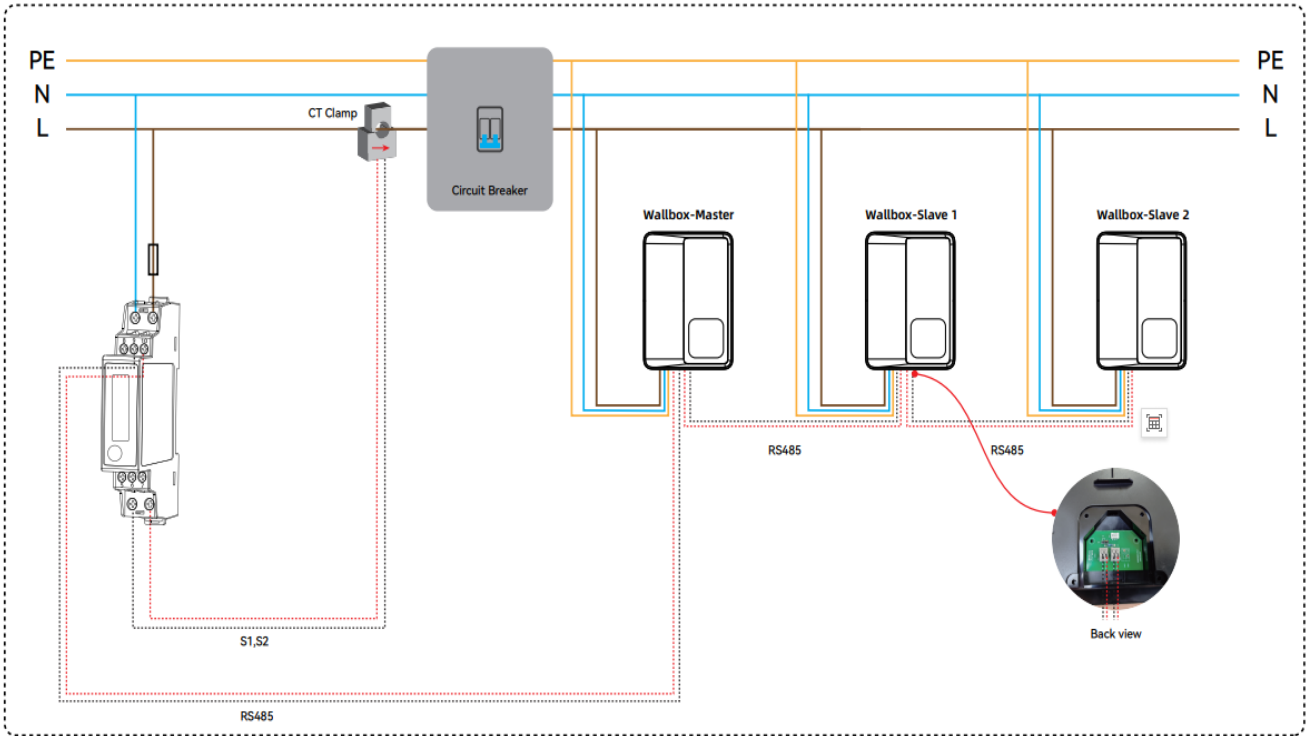 PE
PE
N
N
CT Clamp
L
L
Circuit Breaker
Wallbox-Master
Wallbox-Slave 1
Wallbox-Slave 2
RS485
RS485
Back view
S1,S2
RS485